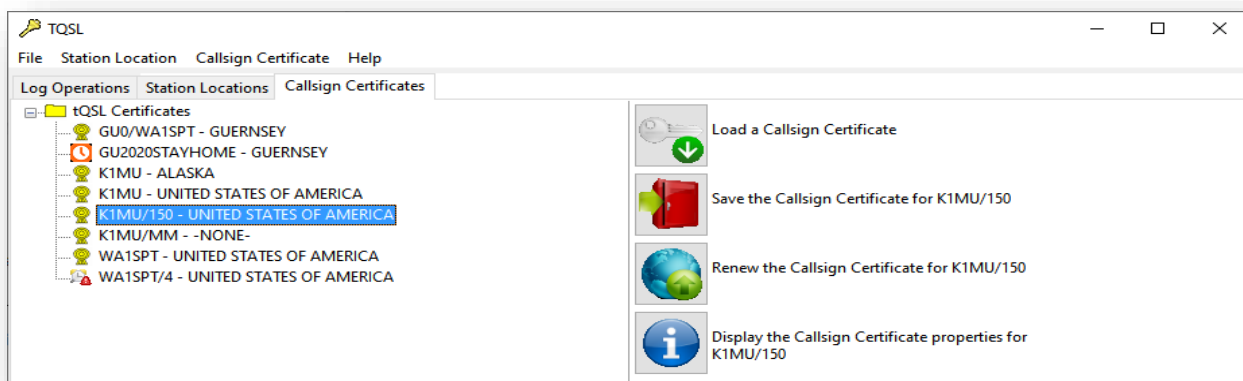 TQSL
File Station Location Callsign Certificate Help
Log Operations Station Locations Callsign Certificates
tQSL Certificates
GU0/WA1SPT - GUERNSEY
GU2020STAYHOME - GUERNSEY
K1MU - ALASKA
K1MU - UNITED STATES OF AMERICA
K1MU/150 - UNITED STATES OF AMERICA
K1MU/MM - -NONE-
WA1SPT - UNITED STATES OF AMERICA
WA1SPT/4 - UNITED STATES OF AMERICA
Load a Callsign Certificate
Save the Callsign Certificate for K1MU/150
Renew the Callsign Certificate for K1MU/150
Display the Callsign Certificate properties for
K1MU/150